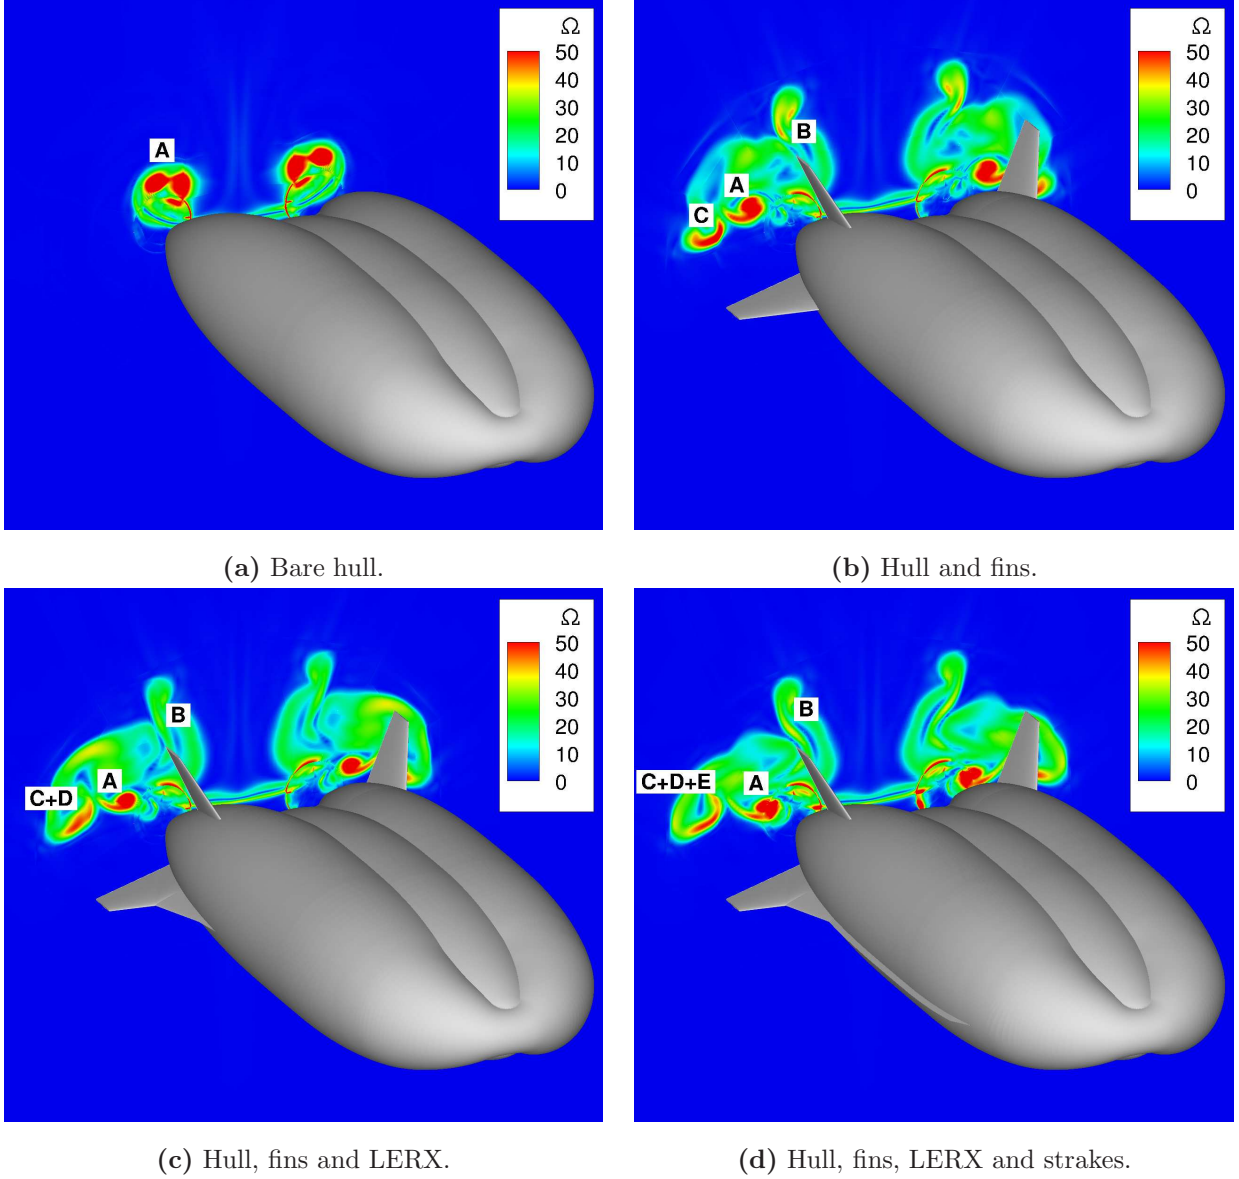 Ω
50
40
30
20
10
0
A
(a) Bare hull.
Ω
50
40
30
20
10
0
B
A
C
(b) Hull and fins.
Ω
50
40
30
20
10
0
B
A
C+D
(c) Hull, fins and LERX.
Ω
50
40
30
20
10
0
B
C+D+E
A
(d) Hull, fins, LERX and strakes.